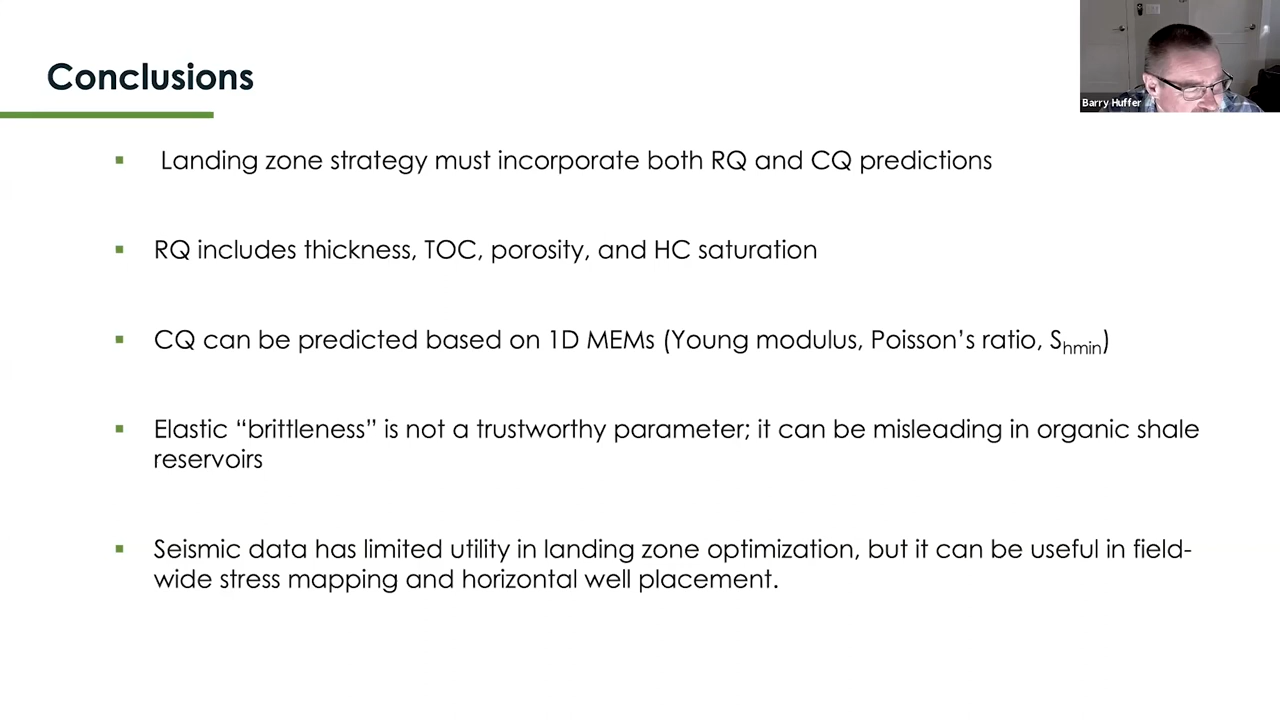 Conclusions
Barry Huffer
▪ Landing zone strategy must incorporate both RQ and CQ predictions
▪ RQ includes thickness, TOC, porosity, and HC saturation
▪ CQ can be predicted based on 1D MEMs (Young modulus, Poisson’s ratio, Shmin)
▪ Elastic “brittleness” is not a trustworthy parameter; it can be misleading in organic shale
reservoirs
▪ Seismic data has limited utility in landing zone optimization, but it can be useful in field-
wide stress mapping and horizontal well placement.